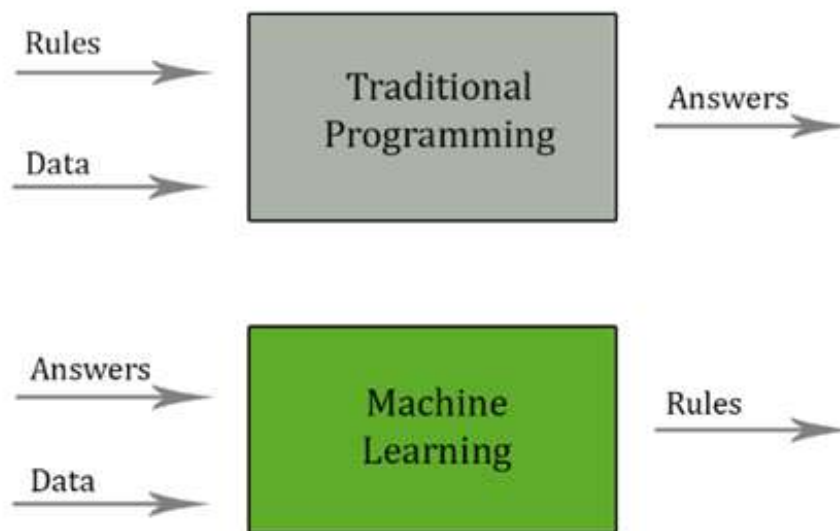 Rules
Data
Traditional
Programming
Answers
Answers
Data
Machine
Learning
Rules